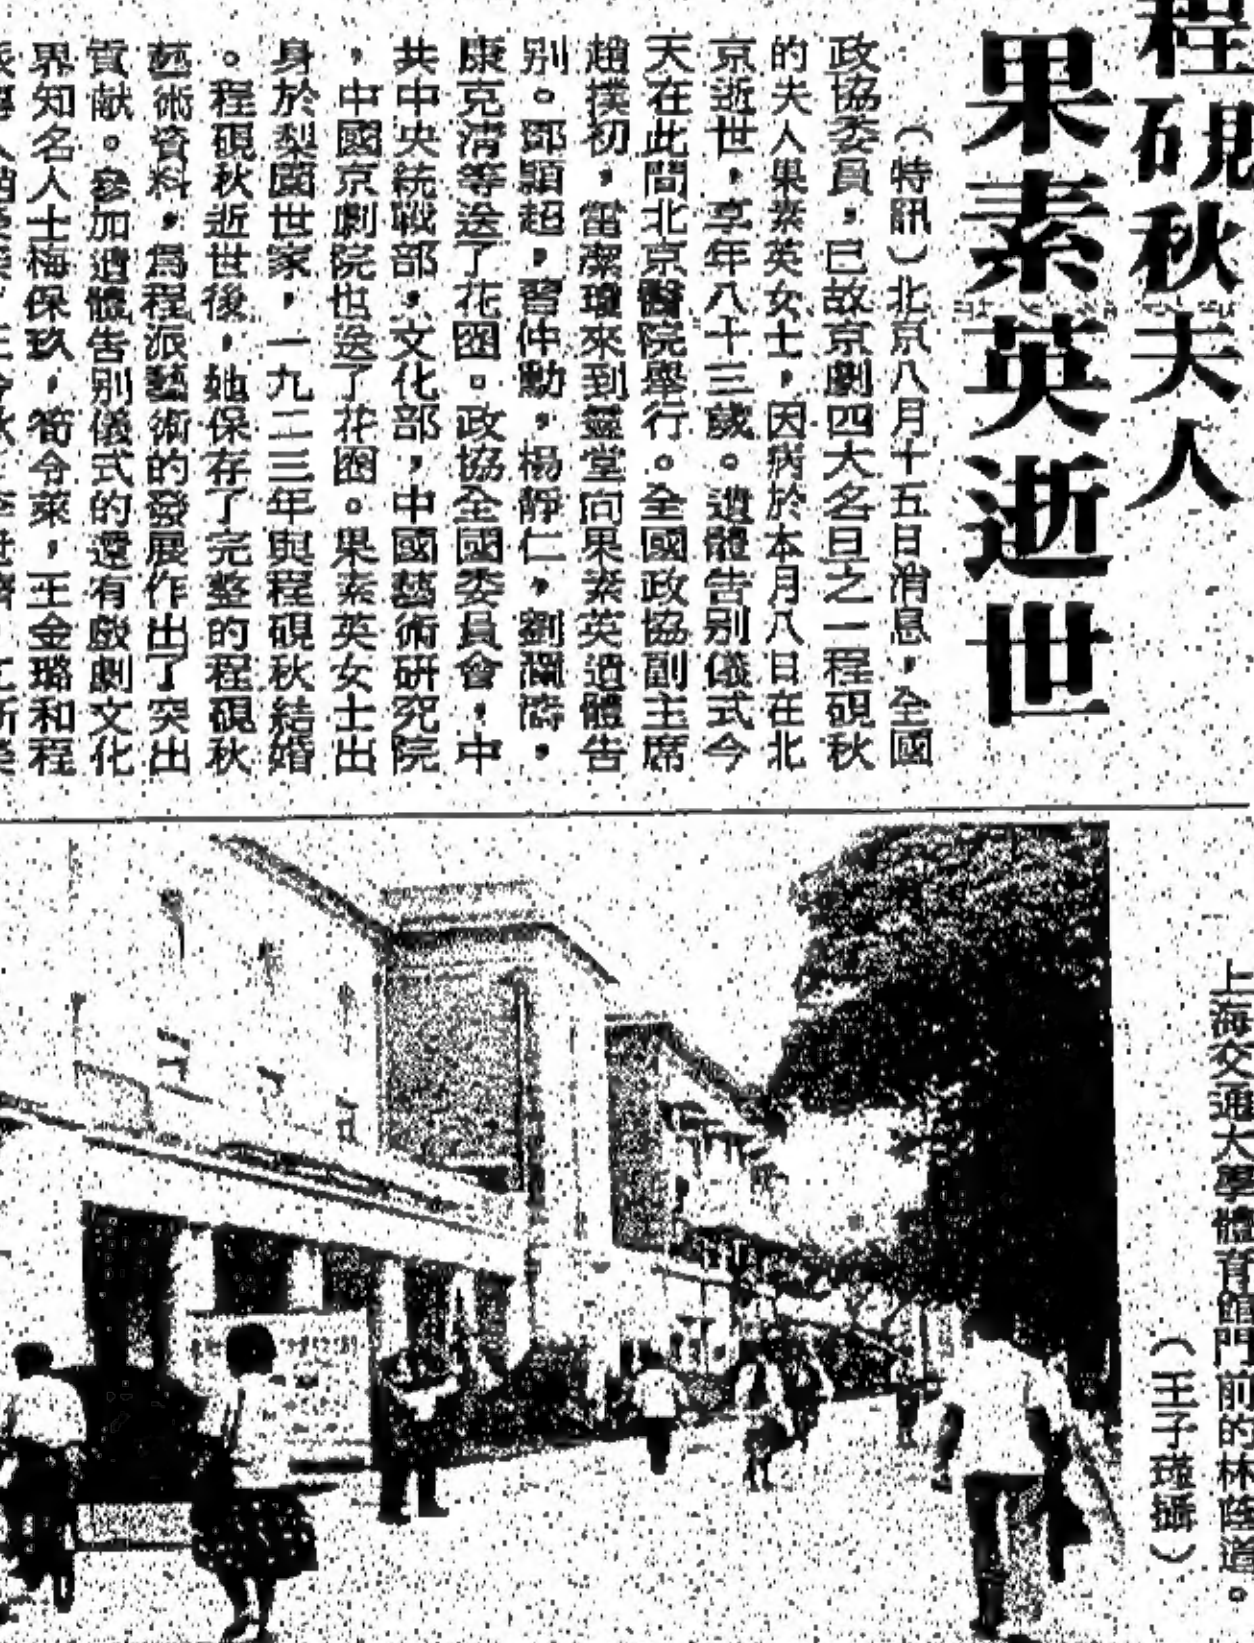 程硯秋夫人
果素英逝世
（特訊）北京八月十五日消息，全國
政協委員，已故京劇四大名旦之一程硯秋
的夫人果素英女士，因病於本月八日在北
京逝世，享年八十三歲。遺體告别儀式今
天在此間北京醫院舉行。全國政協副主席
趙撲初，雷潔瓊來到靈堂向果素英遺體告
别。鄧穎超，習仲勳，楊靜仁，劉瀾濤，
康克清等送了花圈。政協全國委員會，中
共中央統戰部，文化部，中國藝術研究院
，中國京劇院也送了花圈。果素英女士出
身於梨園世家，一九二三年與程硯秋結婚
。程硯秋逝世後，她保存了完整的程硯秋
藝術資料，爲程派藝術的發展作出了突出
貢献。參加遺體告别儀式的還有戲劇文化
界知名人士梅保玖，荀令萊，王金璐和程
上海交通大學體育館門前的林陰道。
（王子瑾攝）